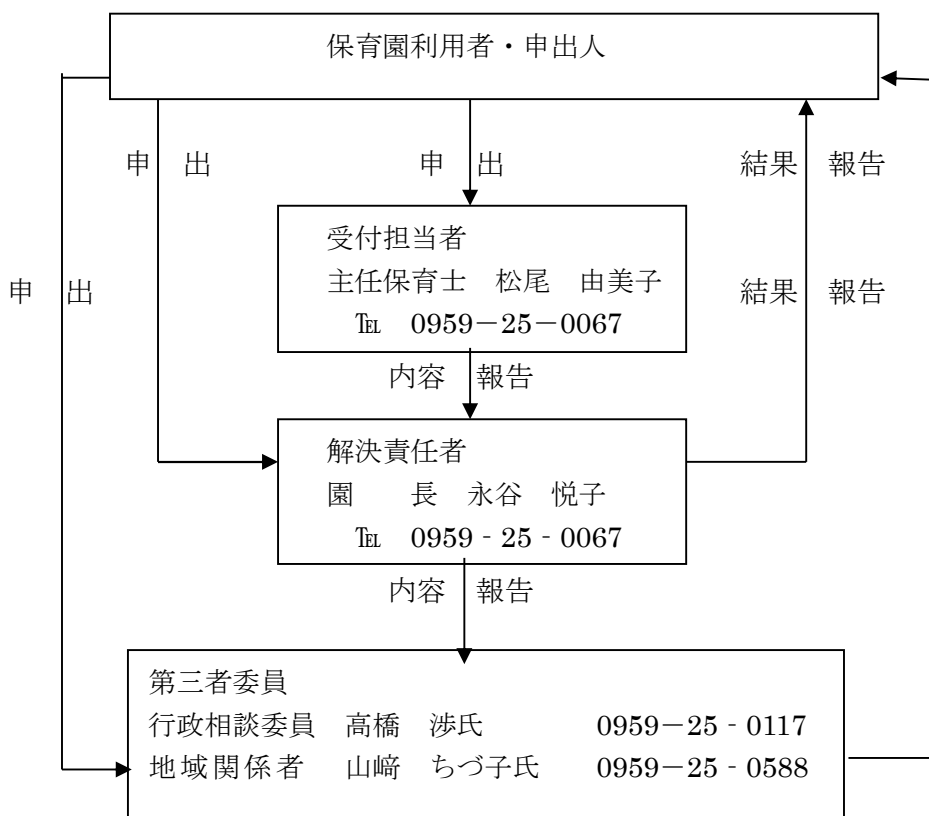 保育園利用者・申出人
申 出
申 出
結果 報告
受付担当者
主任保育士 松尾 由美子
℡ 0959－25－0067
申 出
結果 報告
内容 報告
解決責任者
園 長 永谷 悦子
℡ 0959‐25‐0067
内容 報告
第三者委員
行政相談委員 高橋 渉氏 0959－25‐0117
地域関係者 山﨑 ちづ子氏 0959－25‐0588